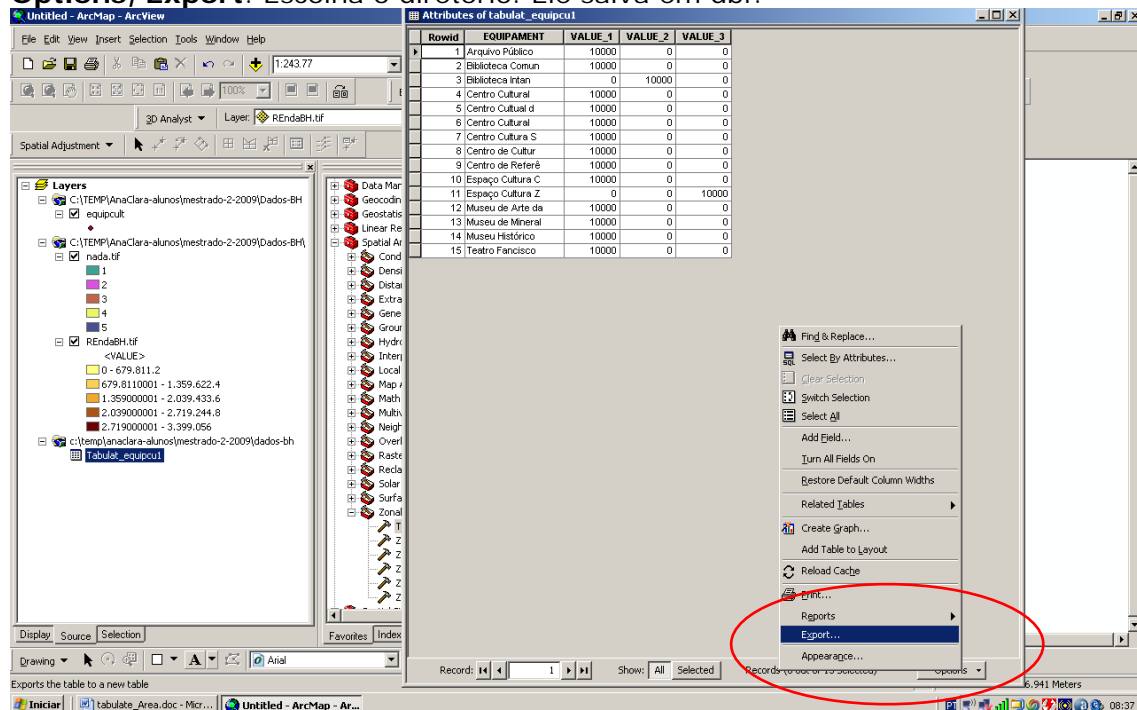 Options/Export! Escolha o diretório! Ele salva em dbf!
Untitled - ArcMap - ArcView
File Edit View Insert Selection Tools Window Help
1:243.77
100%
3D Analyst Layer: REndaBH.tif
Spatial Adjustment
Layers
C:\TEMP\AnaClara-alunos\mestrado-2-2009\Dados-BH
equipcult
C:\TEMP\AnaClara-alunos\mestrado-2-2009\Dados-BH\
nada.tif
1
2
3
4
5
REndaBH.tif
<VALUE>
0 - 679.811.2
679.8110001 - 1.359.622.4
1.359000001 - 2.039.433.6
2.039000001 - 2.719.244.8
2.719000001 - 3.399.056
c:\temp\anaclara-alunos\mestrado-2-2009\dados-bh
Tabulat_equipcu1
Display Source Selection
Data Mar
Geocodin
Geostatis
Linear Re
Spatial Ar
Cond
Densi
Distai
Extra
Gene
Grour
Hydro
Interp
Local
Map A
Math
Multiv
Neigh
Overl
Raste
Recla
Solar
Surfa
Zonal
T
Z
Z
Z
Z
Favorites Index
Attributes of tabulat_equipcu1
Rowid EQUIPAMENT VALUE_1 VALUE_2 VALUE_3
1 Arquivo Público 10000 0 0
2 Biblioteca Comun 10000 0 0
3 Biblioteca Intan 0 10000 0
4 Centro Cultural 10000 0 0
5 Centro Cultual d 10000 0 0
6 Centro Cultural 10000 0 0
7 Centro Cultura S 10000 0 0
8 Centro de Cultur 10000 0 0
9 Centro de Referê 10000 0 0
10 Espaço Cultura C 10000 0 0
11 Espaço Cultura Z 0 0 10000
12 Museu de Arte da 10000 0 0
13 Museu de Mineral 10000 0 0
14 Museu Histórico 10000 0 0
15 Teatro Fancisco 10000 0 0
Find & Replace...
Select By Attributes...
Clear Selection
Switch Selection
Select All
Add Field...
Turn All Fields On
Restore Default Column Widths
Related Tables
Create Graph...
Add Table to Layout
Reload Cache
Print...
Reports
Export...
Appearance...
Record: 1 Show: All Selected Records (0 out of 15 Selected) Options
Drawing A Arial
Exports the table to a new table
6.941 Meters
Iniciar tabulate_Area.doc - Micr... Untitled - ArcMap - Ar... PT 08:37